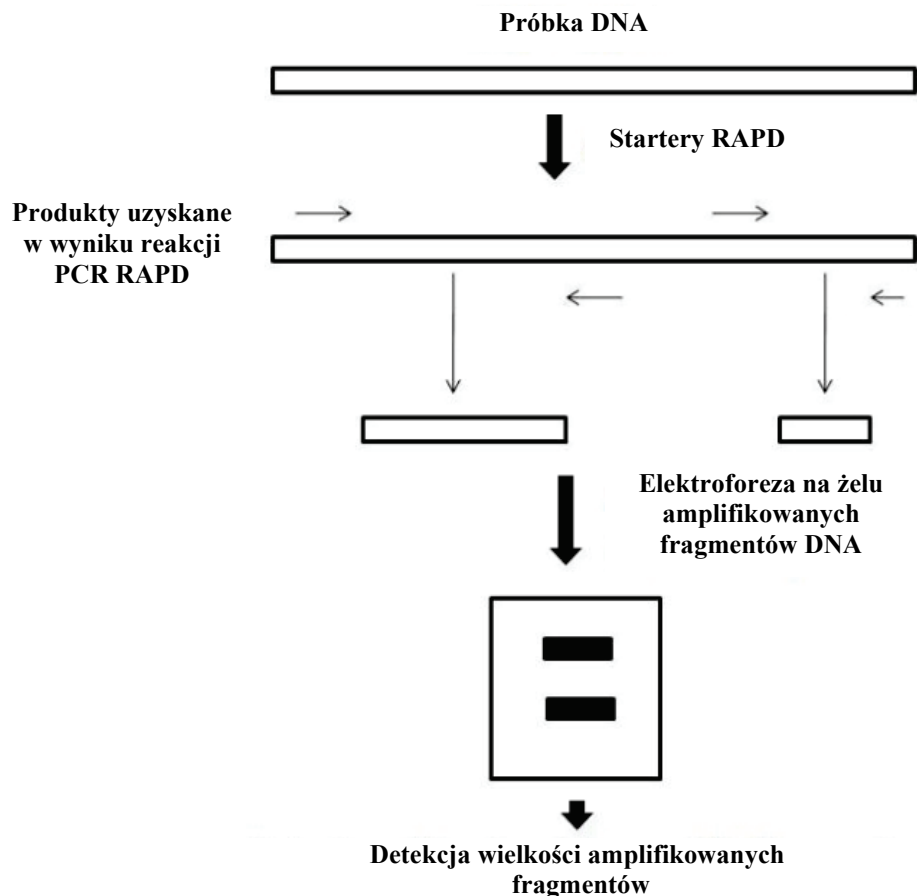 Próbka DNA
Startery RAPD
Produkty uzyskane
w wyniku reakcji
PCR RAPD
Elektroforeza na żelu
amplifikowanych
fragmentów DNA
Detekcja wielkości amplifikowanych
fragmentów